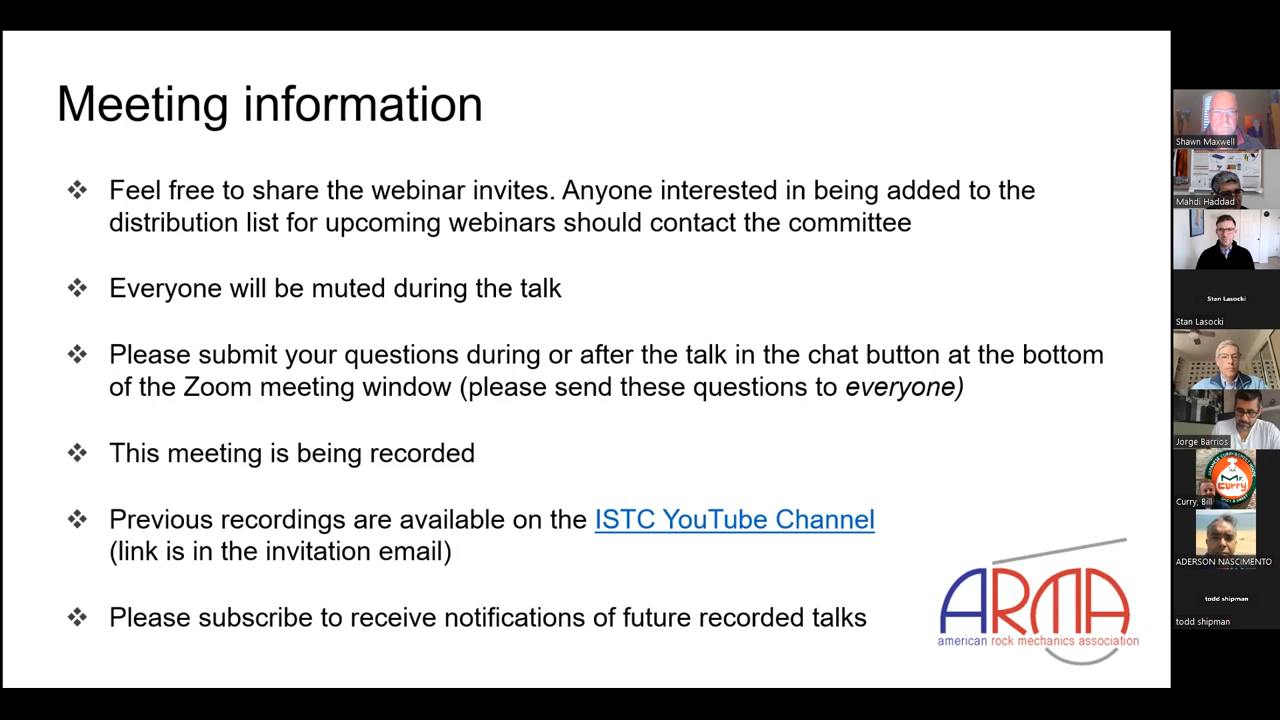 Meeting information
Feel free to share the webinar invites. Anyone interested in being added to the
distribution list for upcoming webinars should contact the committee
Everyone will be muted during the talk
Please submit your questions during or after the talk in the chat button at the bottom
of the Zoom meeting window (please send these questions to everyone)
This meeting is being recorded
Previous recordings are available on the ISTC YouTube Channel
(link is in the invitation email)
Please subscribe to receive notifications of future recorded talks
ARMA
american rock mechanics association
Shawn Maxwell
Mahdi Haddad
Stan Lasocki
Stan Lasocki
Jorge Barrios
Mr. Curry
Curry, Bill
ADERSON NASCIMENTO
todd shipman
todd shipman